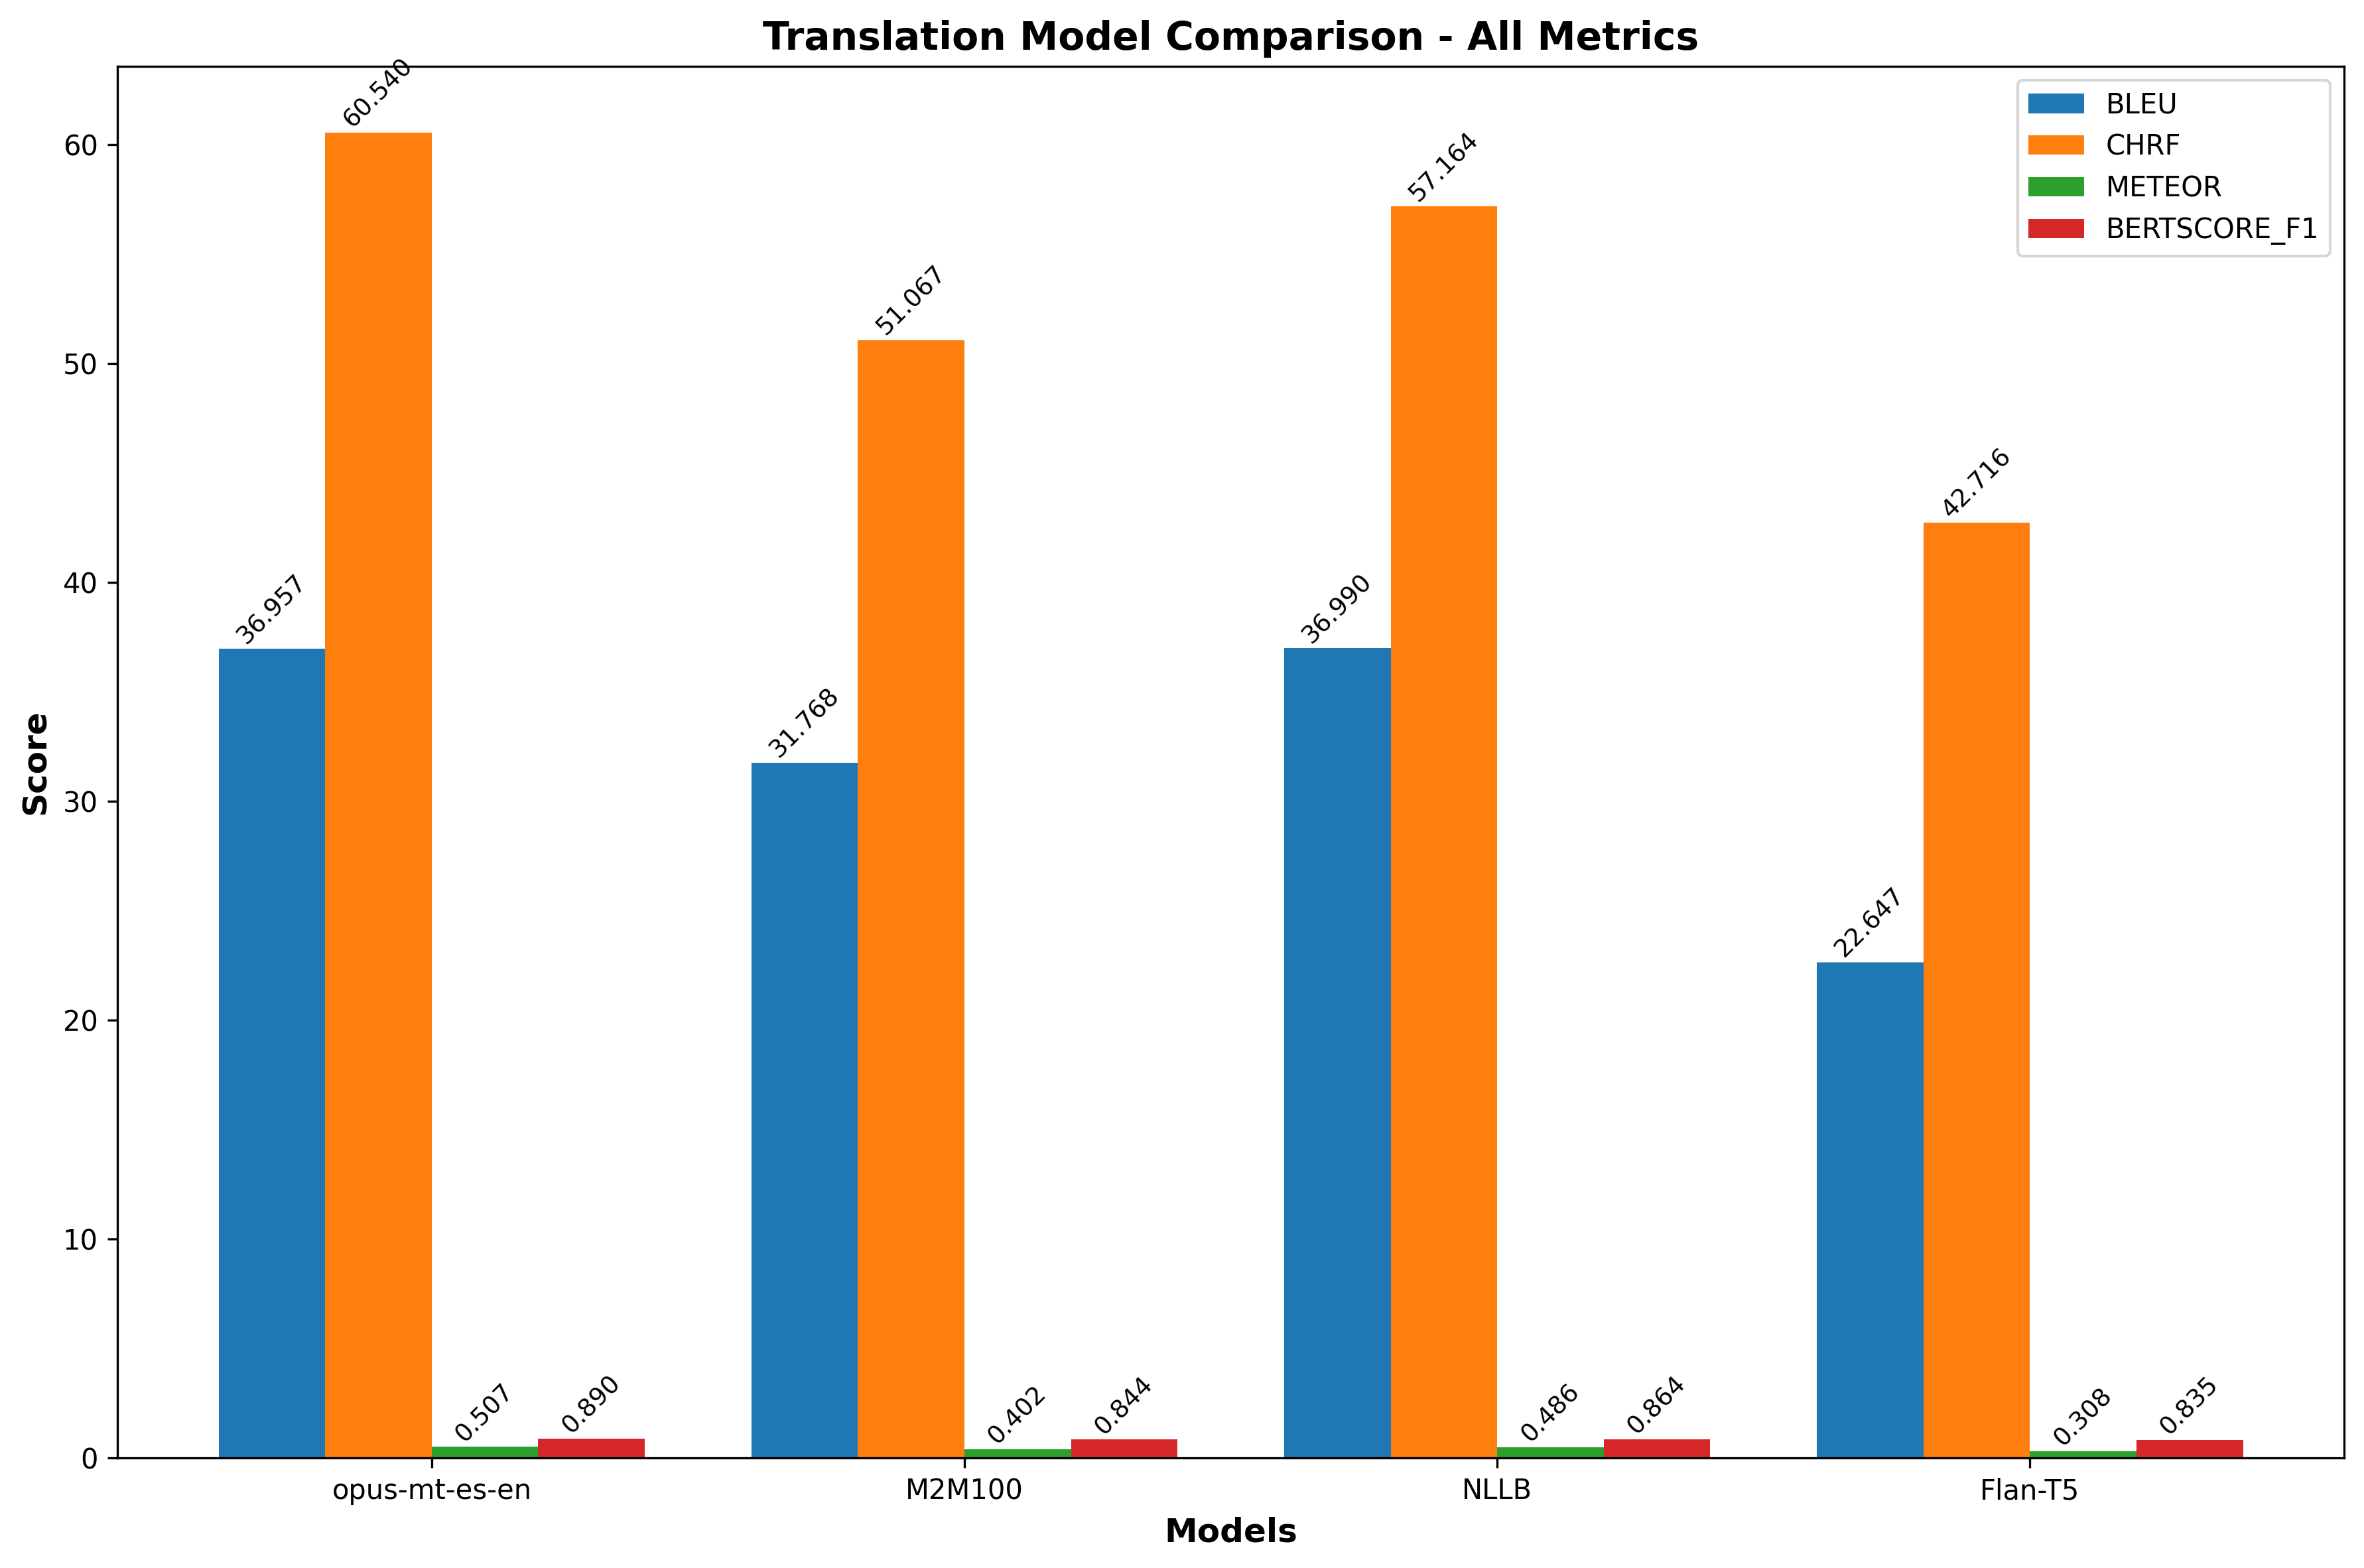 Translation Model Comparison - All Metrics
BLEU
CHRF
METEOR
BERTSCORE_F1
Score
60
50
40
30
20
10
0
36.957
60.540
0.507
0.890
31.768
51.067
0.402
0.844
36.990
57.164
0.486
0.864
22.647
42.716
0.308
0.835
opus-mt-es-en
M2M100
NLLB
Flan-T5
Models